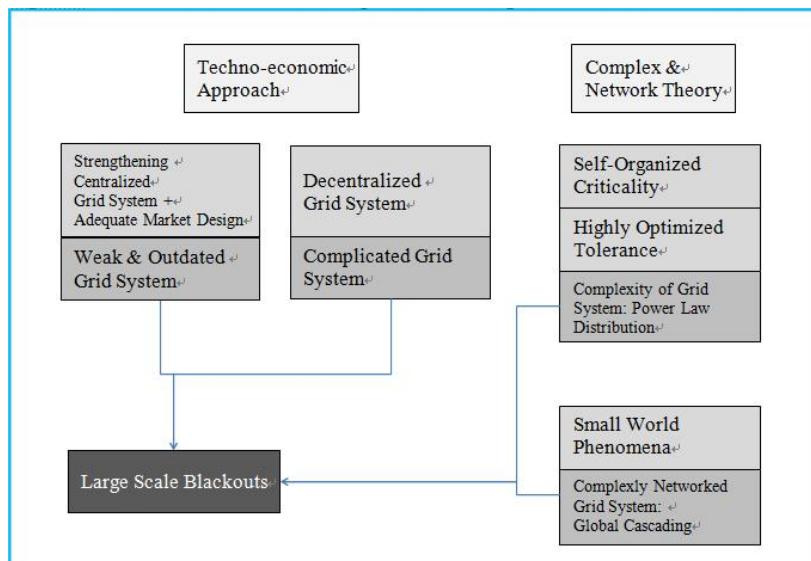 Techno-economic
Approach
Complex &
Network Theory
Strengthening
Centralized
Grid System +
Adequate Market Design
Weak & Outdated
Grid System
Decentralized
Grid System
Complicated Grid
System
Self-Organized
Criticality
Highly Optimized
Tolerance
Complexity of Grid
System: Power Law
Distribution
Large Scale Blackouts
Small World
Phenomena
Complexly Networked
Grid System:
Global Cascading